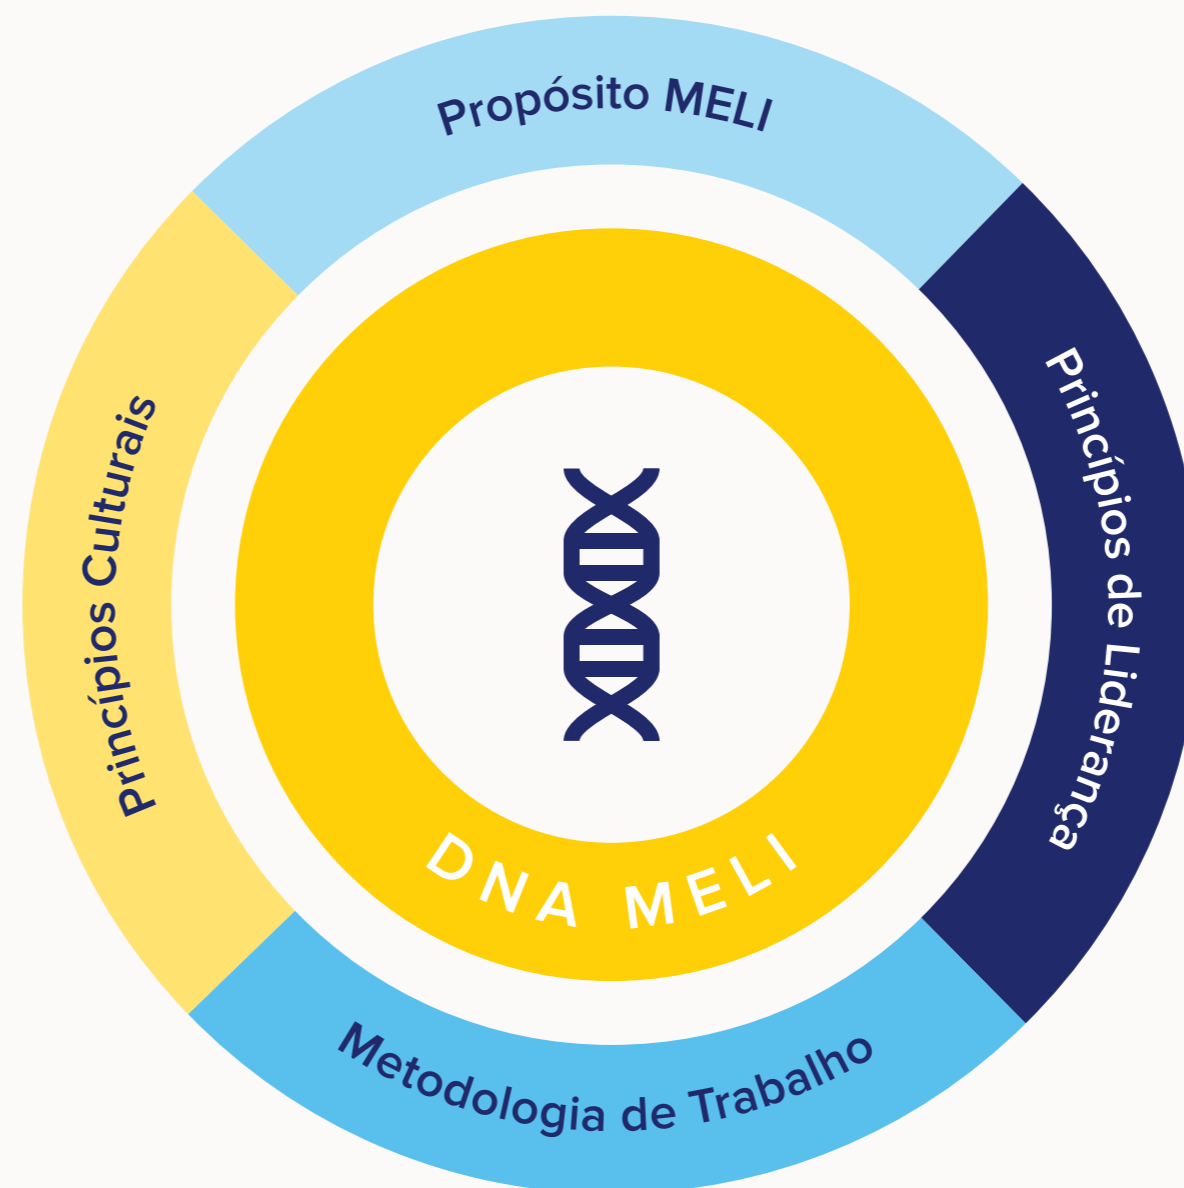 Propósito MELI
Princípios de Liderança
Metodologia de Trabalho
Princípios Culturais
DNA MELI